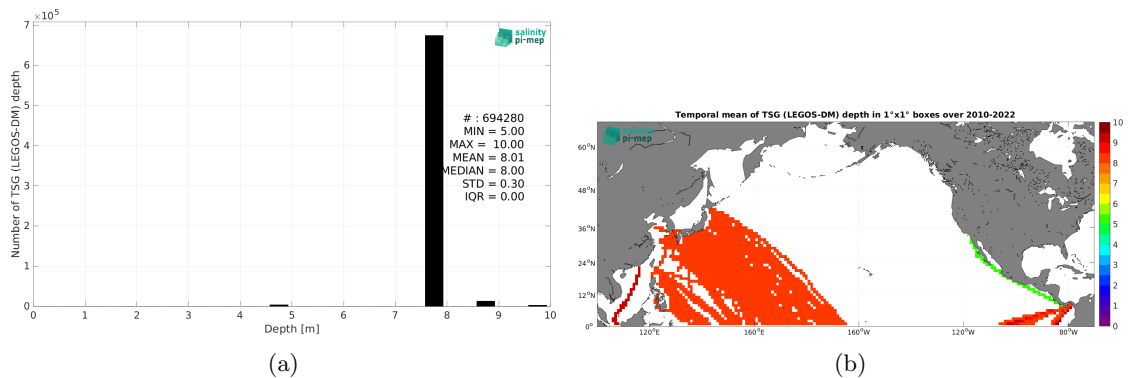 ×10⁵
7
6
5
4
3
2
1
0
Number of TSG (LEGOS-DM) depth
salinity
pi-mep
# : 694280
MIN = 5.00
MAX = 10.00
MEAN = 8.01
MEDIAN = 8.00
STD = 0.30
IQR = 0.00
0 1 2 3 4 5 6 7 8 9 10
Depth [m]
(a)
Temporal mean of TSG (LEGOS-DM) depth in 1°x1° boxes over 2010-2022
salinity
pi-mep
60°N
48°N
36°N
24°N
12°N
0°
120°E 160°E 160°W 120°W 80°W
10
9
8
7
6
5
4
3
2
1
0
(b)